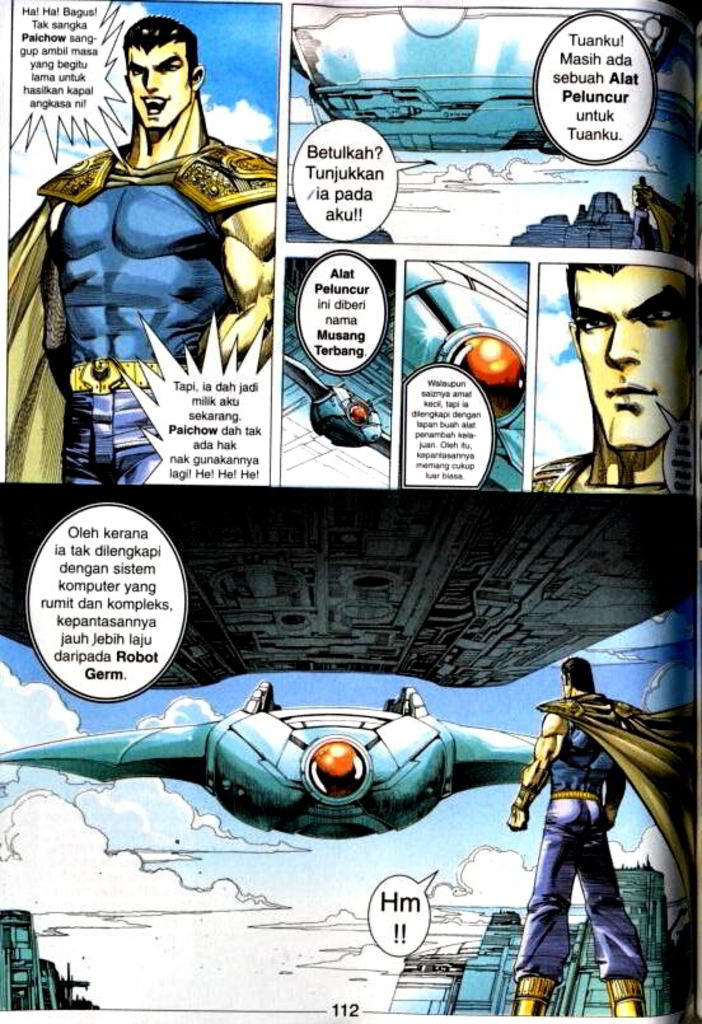 Ha! Ha! Bagus!
Tak sangka
Paichow sang-
gup ambil masa
yang begitu
lama untuk
hasilkan kapal
angkasa ni!
Tapi, ia dah jadi
milik aku
sekarang.
Paichow dah tak
ada hak
nak gunakannya
lagi! He! He! He!
Tuanku!
Masih ada
sebuah Alat
Peluncur
untuk
Tuanku.
Betulkah?
Tunjukkan
ia pada
aku!!
Alat
Peluncur
ini diberi
nama
Musang
Terbang.
Walaupun
saiznya amat
kecil, tapi ia
dilengkapi dengan
lapan buah alat
penambah kela-
juan. Oleh itu,
kepantasannya
memang cukup
luar biasa.
Oleh kerana
ia tak dilengkapi
dengan sistem
komputer yang
rumit dan kompleks,
kepantasannya
jauh lebih laju
daripada Robot
Germ.
Hm
!!
112